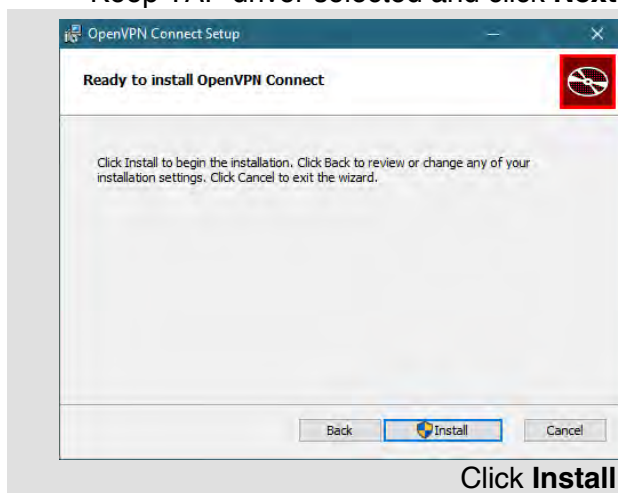 Keep TAP driver selected and click Next
OpenVPN Connect Setup
Ready to install OpenVPN Connect
Click Install to begin the installation. Click Back to review or change any of your
installation settings. Click Cancel to exit the wizard.
Back
Install
Cancel
Click Install